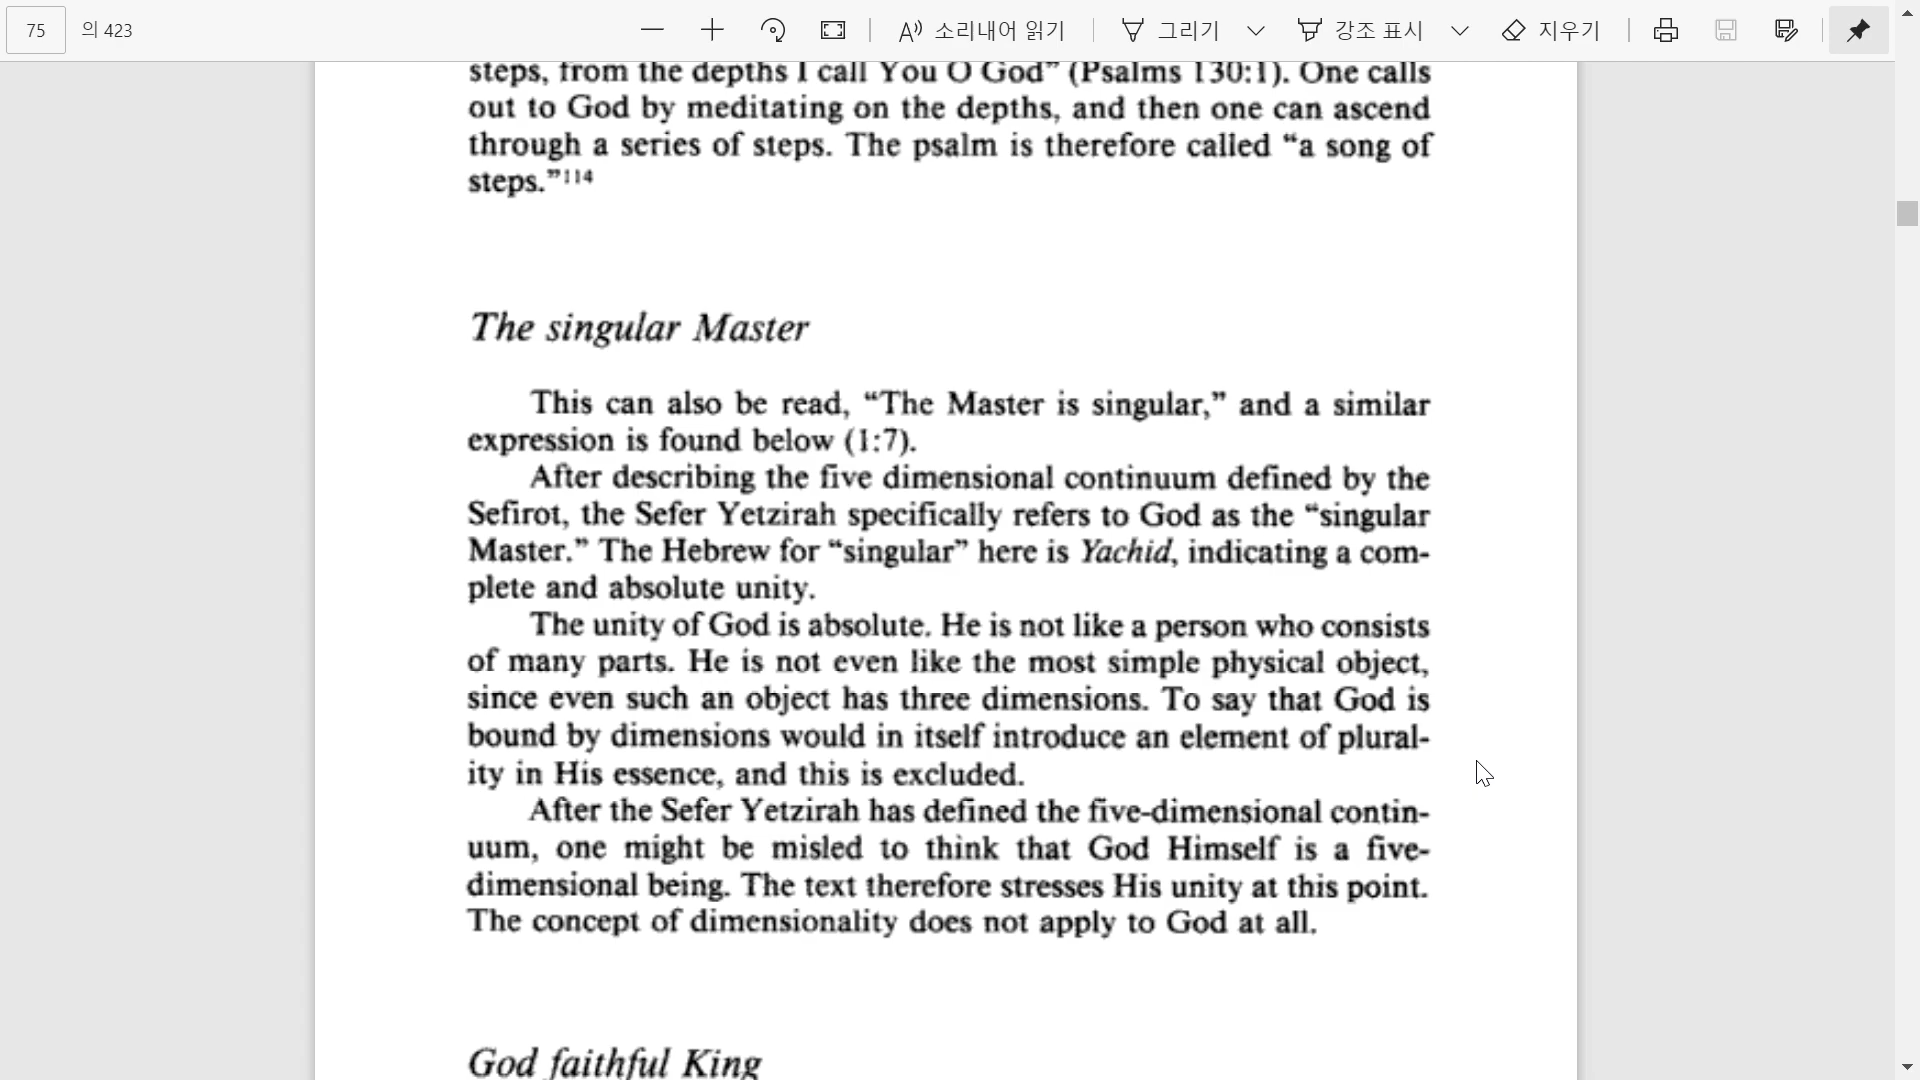 75 의 423 소리내어 읽기 그리기 강조 표시 지우기
steps, from the depths I call You O God” (Psalms 130:1). One calls
out to God by meditating on the depths, and then one can ascend
through a series of steps. The psalm is therefore called “a song of
steps.”114
The singular Master
This can also be read, “The Master is singular,” and a similar
expression is found below (1:7).
After describing the five dimensional continuum defined by the
Sefirot, the Sefer Yetzirah specifically refers to God as the “singular
Master.” The Hebrew for “singular” here is Yachid, indicating a com-
plete and absolute unity.
The unity of God is absolute. He is not like a person who consists
of many parts. He is not even like the most simple physical object,
since even such an object has three dimensions. To say that God is
bound by dimensions would in itself introduce an element of plural-
ity in His essence, and this is excluded.
After the Sefer Yetzirah has defined the five-dimensional contin-
uum, one might be misled to think that God Himself is a five-
dimensional being. The text therefore stresses His unity at this point.
The concept of dimensionality does not apply to God at all.
God faithful King